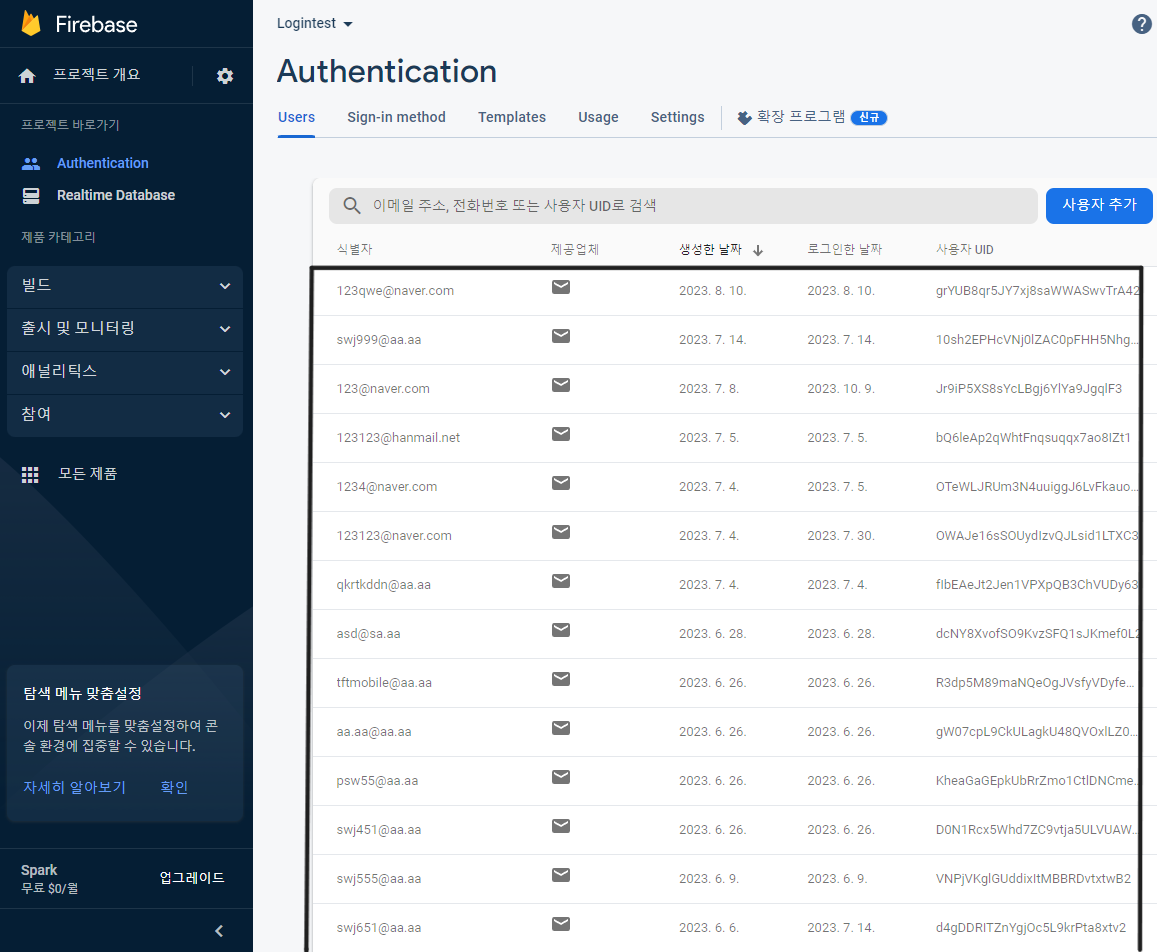 Firebase
Logintest
프로젝트 개요
Authentication
Users Sign-in method Templates Usage Settings 확장 프로그램 신규
프로젝트 바로가기
Authentication
Realtime Database
제품 카테고리
빌드
출시 및 모니터링
애널리틱스
참여
모든 제품
탐색 메뉴 맞춤설정
이제 탐색 메뉴를 맞춤설정하여 콘
솔 환경에 집중할 수 있습니다.
자세히 알아보기 확인
Spark
무료 $0/월
업그레이드
이메일 주소, 전화번호 또는 사용자 UID로 검색 사용자 추가
식별자 제공업체 생성한 날짜 로그인한 날짜 사용자 UID
123qwe@naver.com 2023. 8. 10. 2023. 8. 10. grYUB8qr5JY7xj8saWWASwvTrA42
swj999@aa.aa 2023. 7. 14. 2023. 7. 14. 10sh2EPHcVNj0lZAC0pFHH5Nhg...
123@naver.com 2023. 7. 8. 2023. 10. 9. Jr9iP5XS8sYcLBgj6YlYa9JgqlF3
123123@hanmail.net 2023. 7. 5. 2023. 7. 5. bQ6leAp2qWhtFnqsuqqx7ao8IZt1
1234@naver.com 2023. 7. 4. 2023. 7. 5. OTeWLJRUm3N4uuiggJ6LvFkauo...
123123@naver.com 2023. 7. 4. 2023. 7. 30. OWAJe16sSOUydIzvQJLsid1LTXC3
qkrtkddn@aa.aa 2023. 7. 4. 2023. 7. 4. fIbEAeJt2Jen1VPXpQB3ChVUDy63
asd@sa.aa 2023. 6. 28. 2023. 6. 28. dcNY8XvofSO9KvzSFQ1sJKmef0L2
tftmobile@aa.aa 2023. 6. 26. 2023. 6. 26. R3dp5M89maNQeOgJVsfyVDyfe...
aa.aa@aa.aa 2023. 6. 26. 2023. 6. 26. gW07cpL9CkULagkU48QVOxlLZ0...
psw55@aa.aa 2023. 6. 26. 2023. 6. 26. KheaGaGEpkUbRrZmo1CtlDNCme...
swj451@aa.aa 2023. 6. 26. 2023. 6. 26. D0N1Rcx5Whd7ZC9vtja5ULVUAW...
swj555@aa.aa 2023. 6. 9. 2023. 6. 9. VNPjVKglGUddixItMBBRDvtxtwB2
swj651@aa.aa 2023. 6. 6. 2023. 7. 14. d4gDDRITZnYgjOc5L9krPta8xtv2